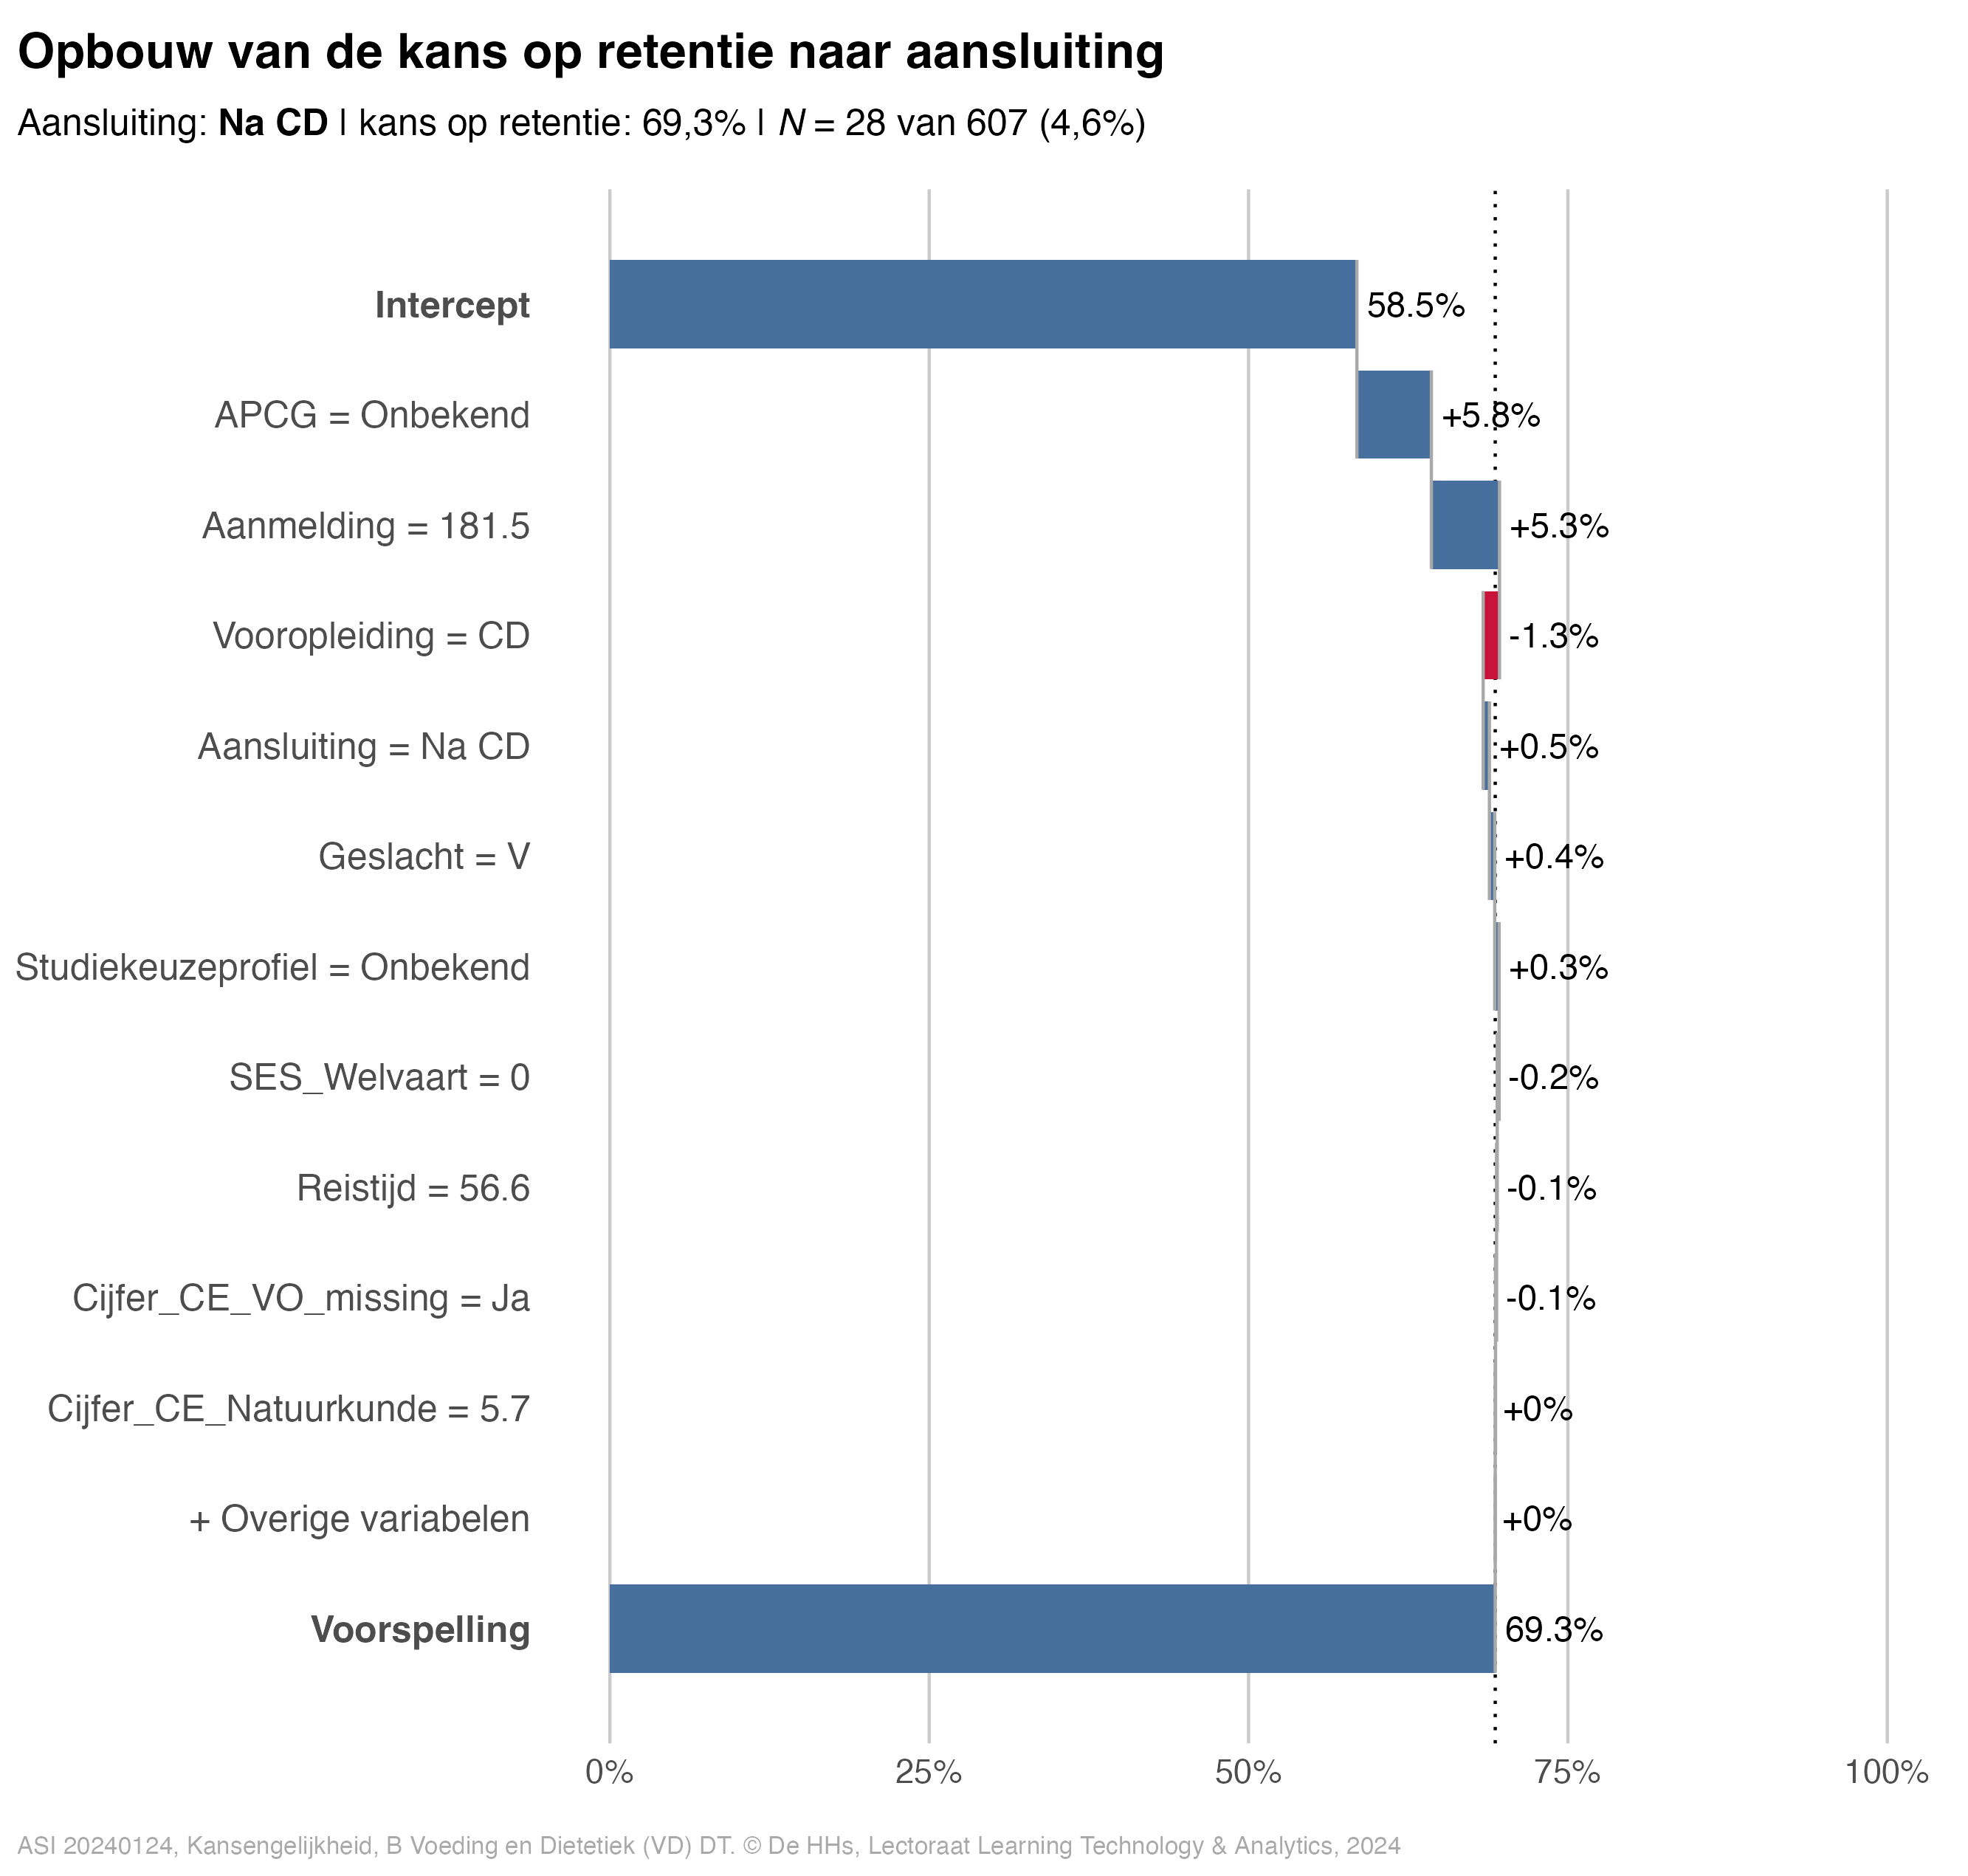 Opbouw van de kans op retentie naar aansluiting
Aansluiting: Na CD | kans op retentie: 69,3% | N = 28 van 607 (4,6%)
Intercept 58.5%
APCG = Onbekend +5.8%
Aanmelding = 181.5 +5.3%
Vooropleiding = CD -1.3%
Aansluiting = Na CD +0.5%
Geslacht = V +0.4%
Studiekeuzeprofiel = Onbekend +0.3%
SES_Welvaart = 0 -0.2%
Reistijd = 56.6 -0.1%
Cijfer_CE_VO_missing = Ja -0.1%
Cijfer_CE_Natuurkunde = 5.7 +0%
+ Overige variabelen +0%
Voorspelling 69.3%
0% 25% 50% 75% 100%
ASI 20240124, Kansengelijkheid, B Voeding en Dietetiek (VD) DT. © De HHs, Lectoraat Learning Technology & Analytics, 2024